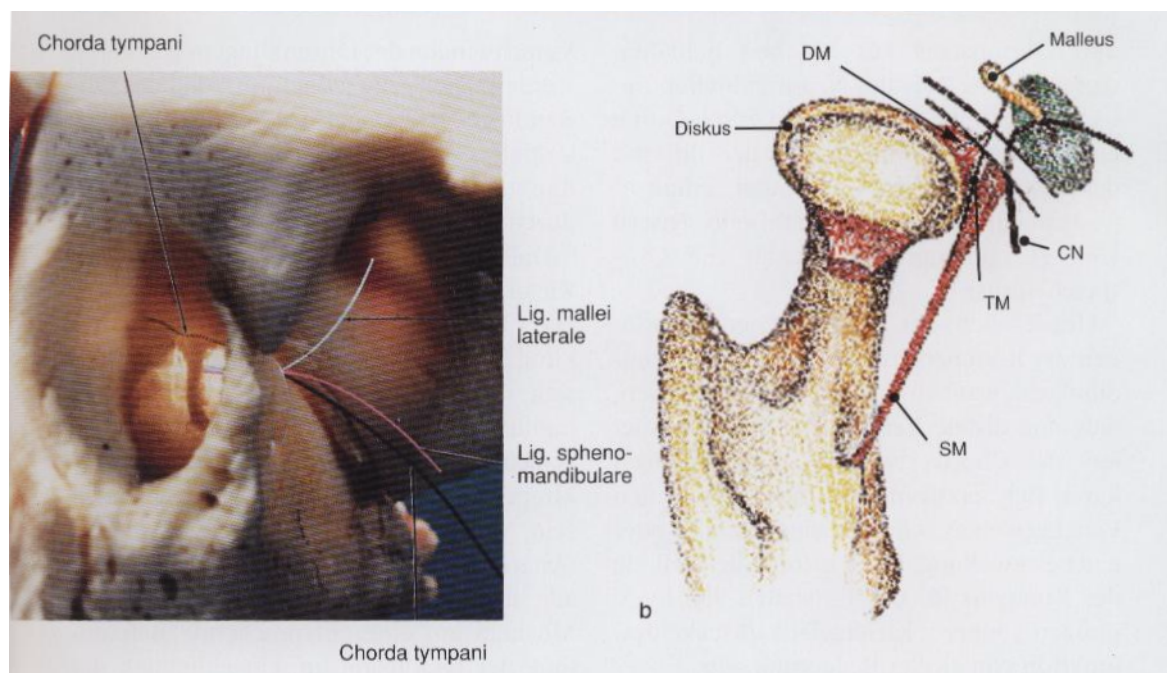 Chorda tympani
Lig. mallei
laterale
Lig. spheno-
mandibulare
Chorda tympani
Malleus
DM
Diskus
CN
TM
SM
b